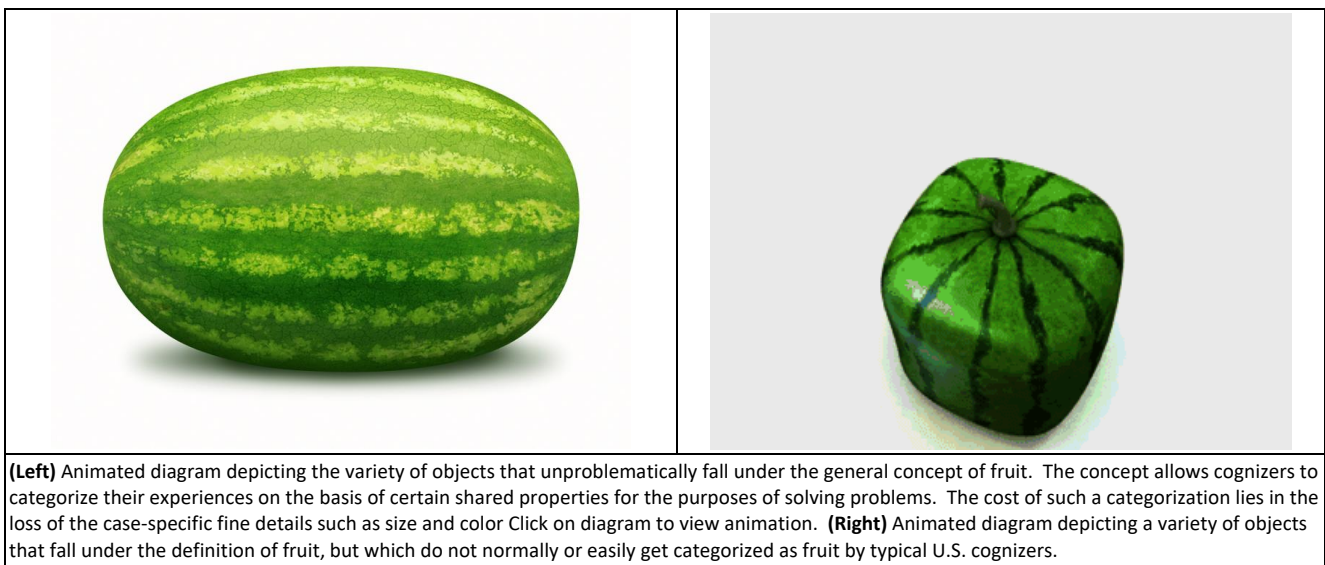 (Left) Animated diagram depicting the variety of objects that unproblematically fall under the general concept of fruit.  The concept allows cognizers to
categorize their experiences on the basis of certain shared properties for the purposes of solving problems.  The cost of such a categorization lies in the
loss of the case-specific fine details such as size and color Click on diagram to view animation.  (Right) Animated diagram depicting a variety of objects
that fall under the definition of fruit, but which do not normally or easily get categorized as fruit by typical U.S. cognizers.